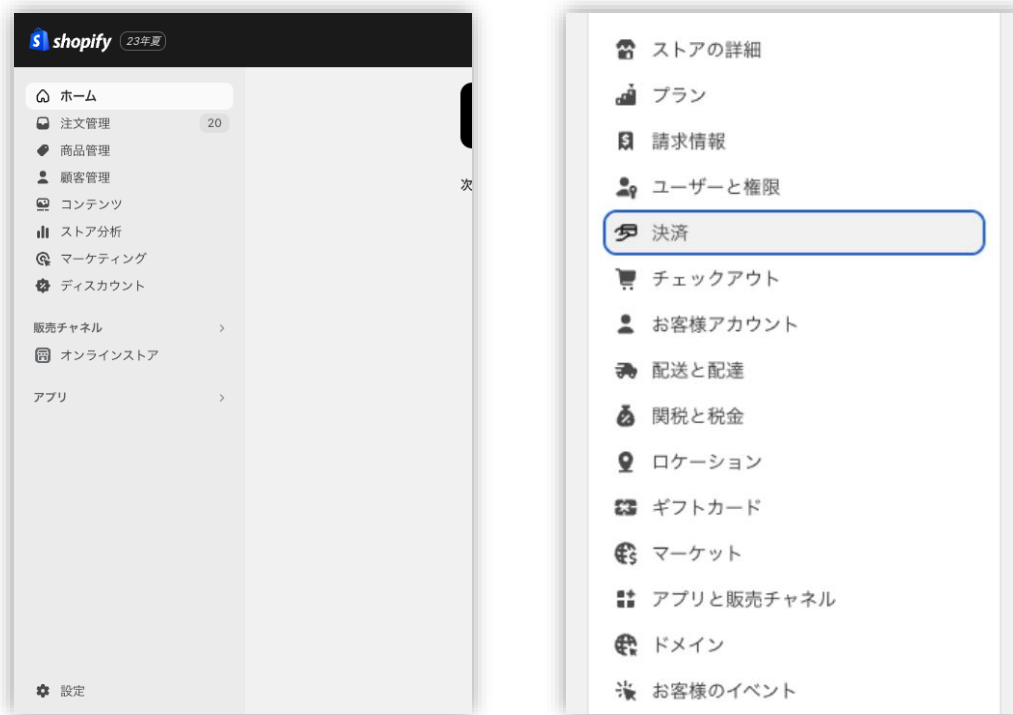 shopify 23年夏
ホーム
注文管理 20
商品管理
顧客管理
コンテンツ
ストア分析
マーケティング
ディスカウント
販売チャネル
オンラインストア
アプリ
設定
次
ストアの詳細
プラン
請求情報
ユーザーと権限
決済
チェックアウト
お客様アカウント
配送と配達
関税と税金
ロケーション
ギフトカード
マーケット
アプリと販売チャネル
ドメイン
お客様のイベント